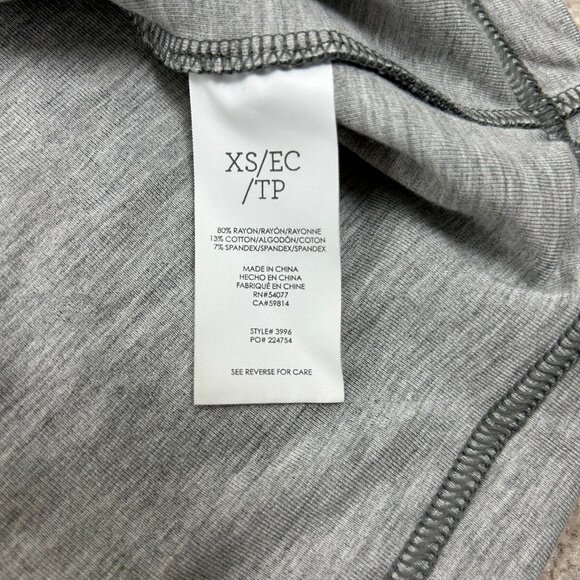 XS/EC
/TP
80% RAYON/RAYÓN/RAYONNE
13% COTTON/ALGODÓN/COTON
7% SPANDEX/SPANDEX/SPANDEX
MADE IN CHINA
HECHO EN CHINA
FABRIQUÉ EN CHINE
RN#54077
CA#59814
STYLE# 3996
PO# 224754
SEE REVERSE FOR CARE